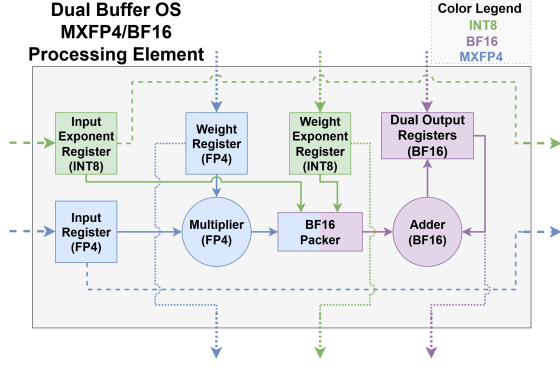 Dual Buffer OS
MXFP4/BF16
Processing Element
Color Legend
INT8
BF16
MXFP4
Input
Exponent
Register
(INT8)
Weight
Register
(FP4)
Weight
Exponent
Register
(INT8)
Dual Output
Registers
(BF16)
Input
Register
(FP4)
Multiplier
(FP4)
BF16
Packer
Adder
(BF16)